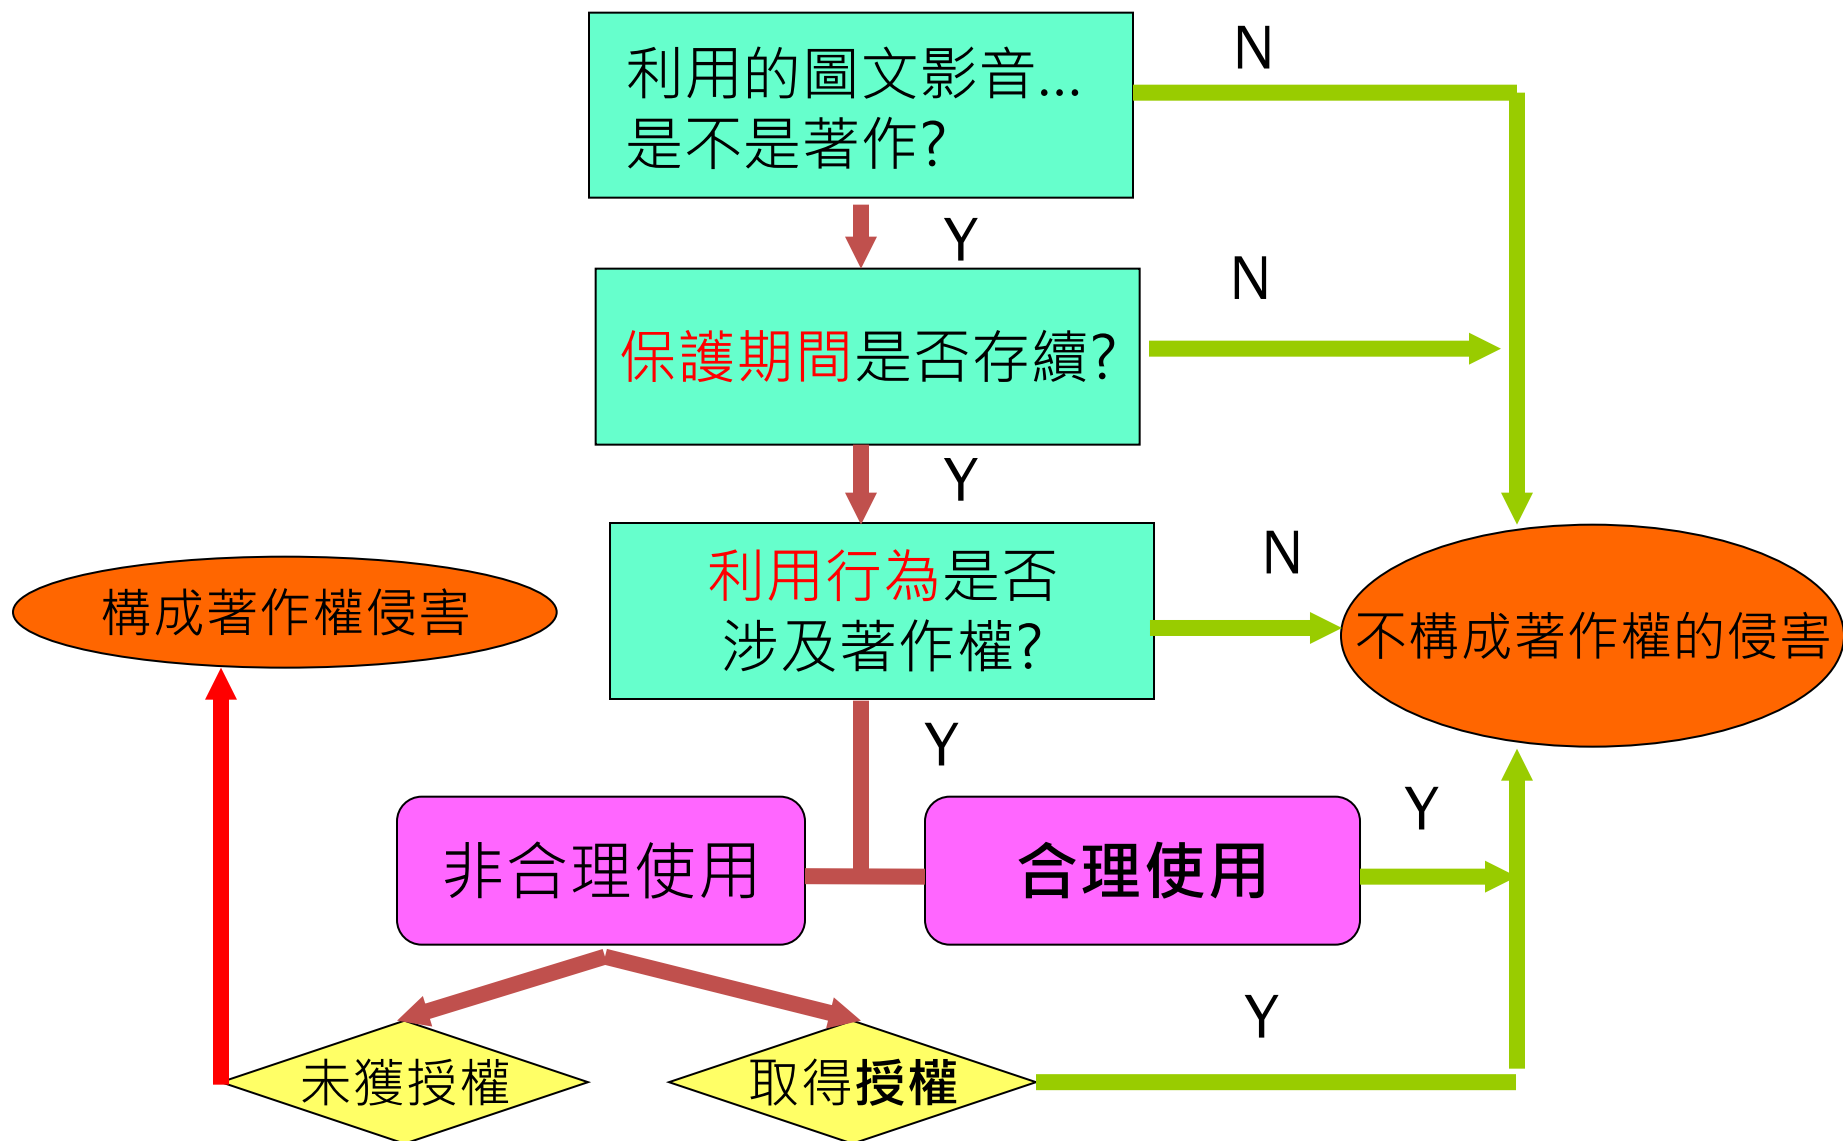 利用的圖文影音...
是不是著作?
N
Y
保護期間是否存續?
N
Y
利用行為是否
涉及著作權?
N
構成著作權侵害
不構成著作權的侵害
Y
非合理使用
合理使用
Y
未獲授權
取得授權
Y